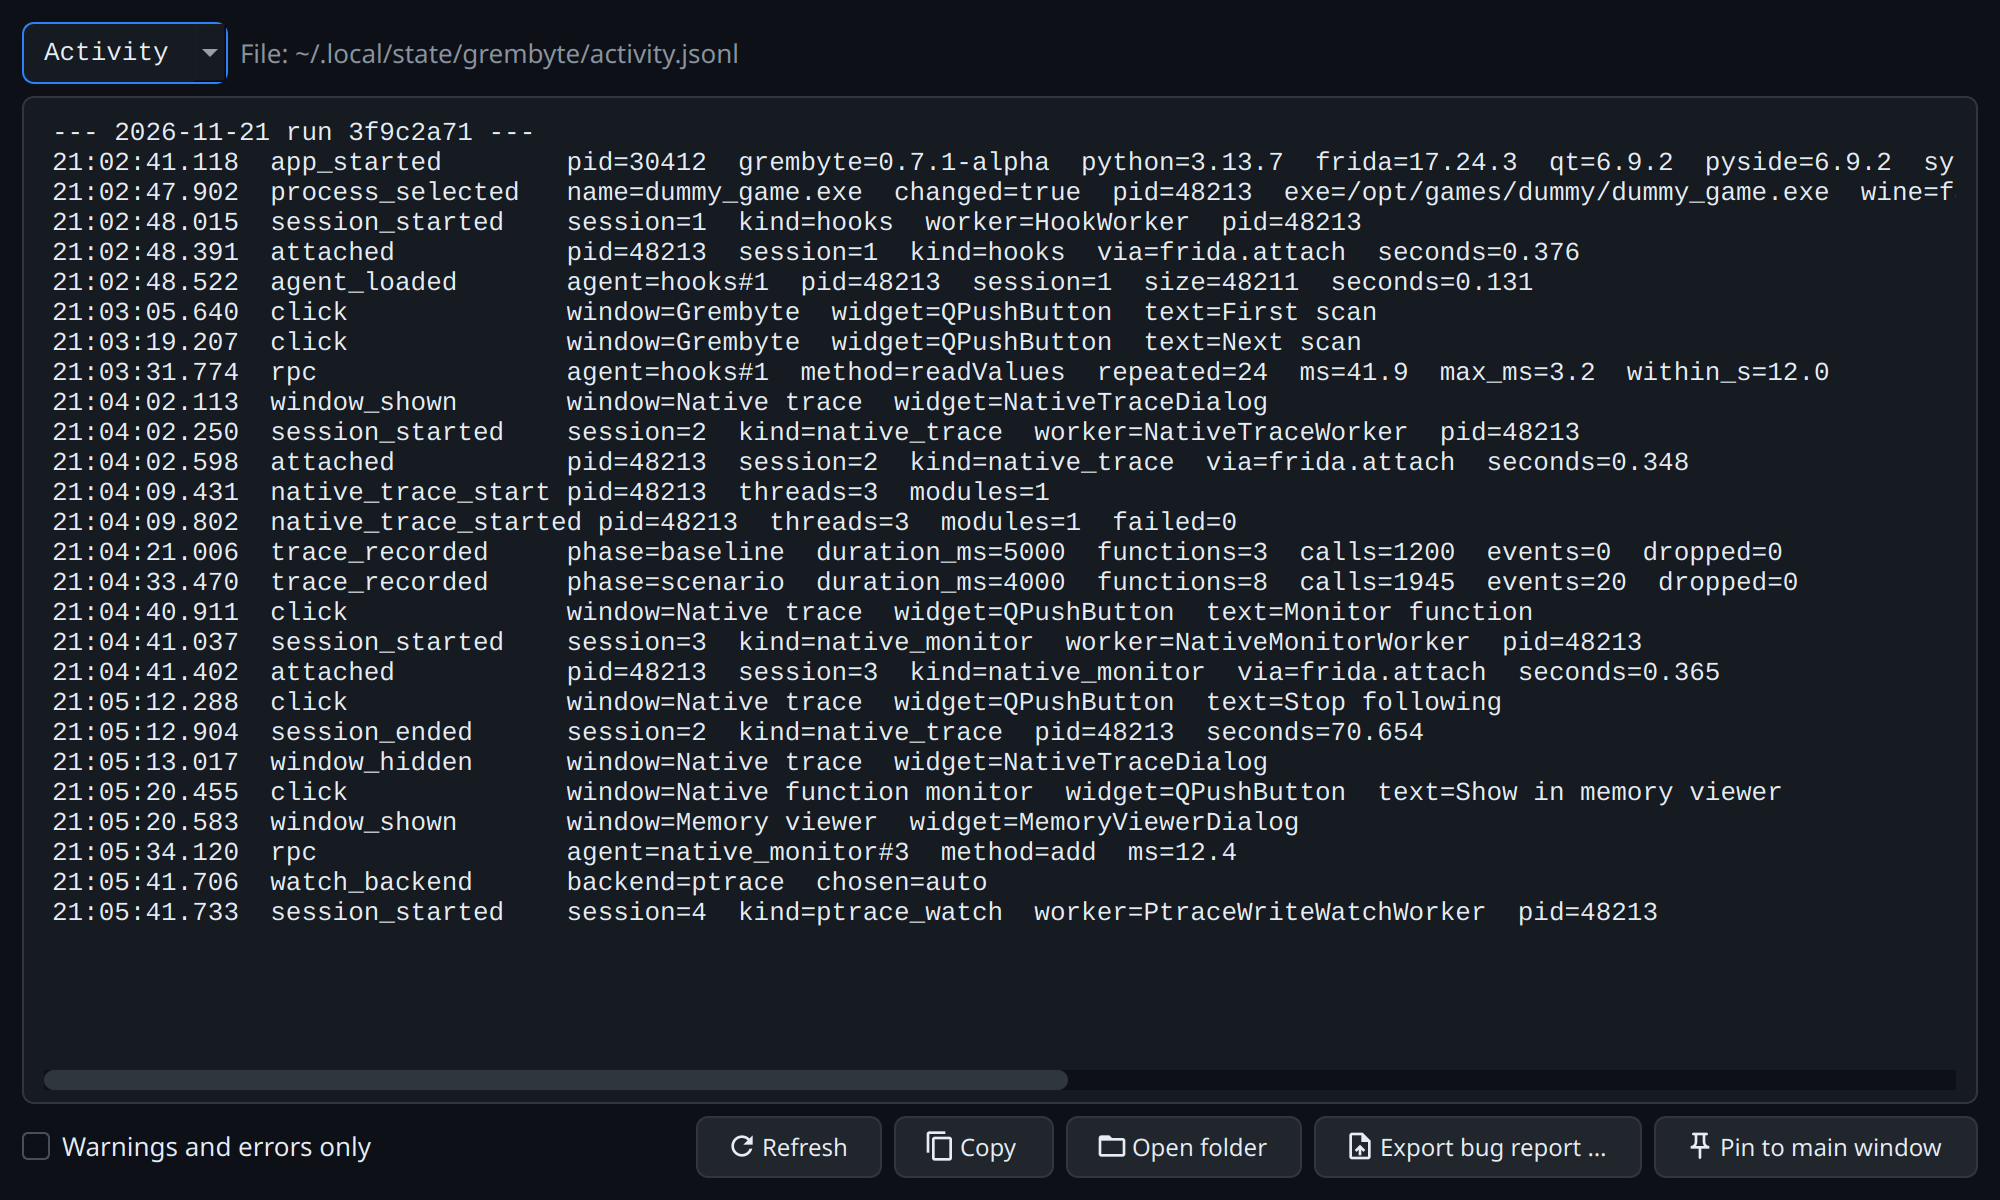 Activity File: ~/.local/state/grembyte/activity.jsonl
--- 2026-11-21 run 3f9c2a71 ---
21:02:41.118  app_started        pid=30412  grembyte=0.7.1-alpha  python=3.13.7  frida=17.24.3  qt=6.9.2  pyside=6.9.2  sy
21:02:47.902  process_selected   name=dummy_game.exe  changed=true  pid=48213  exe=/opt/games/dummy/dummy_game.exe  wine=f
21:02:48.015  session_started    session=1  kind=hooks  worker=HookWorker  pid=48213
21:02:48.391  attached           pid=48213  session=1  kind=hooks  via=frida.attach  seconds=0.376
21:02:48.522  agent_loaded       agent=hooks#1  pid=48213  session=1  size=48211  seconds=0.131
21:03:05.640  click              window=Grembyte  widget=QPushButton  text=First scan
21:03:19.207  click              window=Grembyte  widget=QPushButton  text=Next scan
21:03:31.774  rpc                agent=hooks#1  method=readValues  repeated=24  ms=41.9  max_ms=3.2  within_s=12.0
21:04:02.113  window_shown       window=Native trace  widget=NativeTraceDialog
21:04:02.250  session_started    session=2  kind=native_trace  worker=NativeTraceWorker  pid=48213
21:04:02.598  attached           pid=48213  session=2  kind=native_trace  via=frida.attach  seconds=0.348
21:04:09.431  native_trace_start pid=48213  threads=3  modules=1
21:04:09.802  native_trace_started pid=48213  threads=3  modules=1  failed=0
21:04:21.006  trace_recorded     phase=baseline  duration_ms=5000  functions=3  calls=1200  events=0  dropped=0
21:04:33.470  trace_recorded     phase=scenario  duration_ms=4000  functions=8  calls=1945  events=20  dropped=0
21:04:40.911  click              window=Native trace  widget=QPushButton  text=Monitor function
21:04:41.037  session_started    session=3  kind=native_monitor  worker=NativeMonitorWorker  pid=48213
21:04:41.402  attached           pid=48213  session=3  kind=native_monitor  via=frida.attach  seconds=0.365
21:05:12.288  click              window=Native trace  widget=QPushButton  text=Stop following
21:05:12.904  session_ended      session=2  kind=native_trace  pid=48213  seconds=70.654
21:05:13.017  window_hidden      window=Native trace  widget=NativeTraceDialog
21:05:20.455  click              window=Native function monitor  widget=QPushButton  text=Show in memory viewer
21:05:20.583  window_shown       window=Memory viewer  widget=MemoryViewerDialog
21:05:34.120  rpc                agent=native_monitor#3  method=add  ms=12.4
21:05:41.706  watch_backend      backend=ptrace  chosen=auto
21:05:41.733  session_started    session=4  kind=ptrace_watch  worker=PtraceWriteWatchWorker  pid=48213
Warnings and errors only Refresh Copy Open folder Export bug report ... Pin to main window